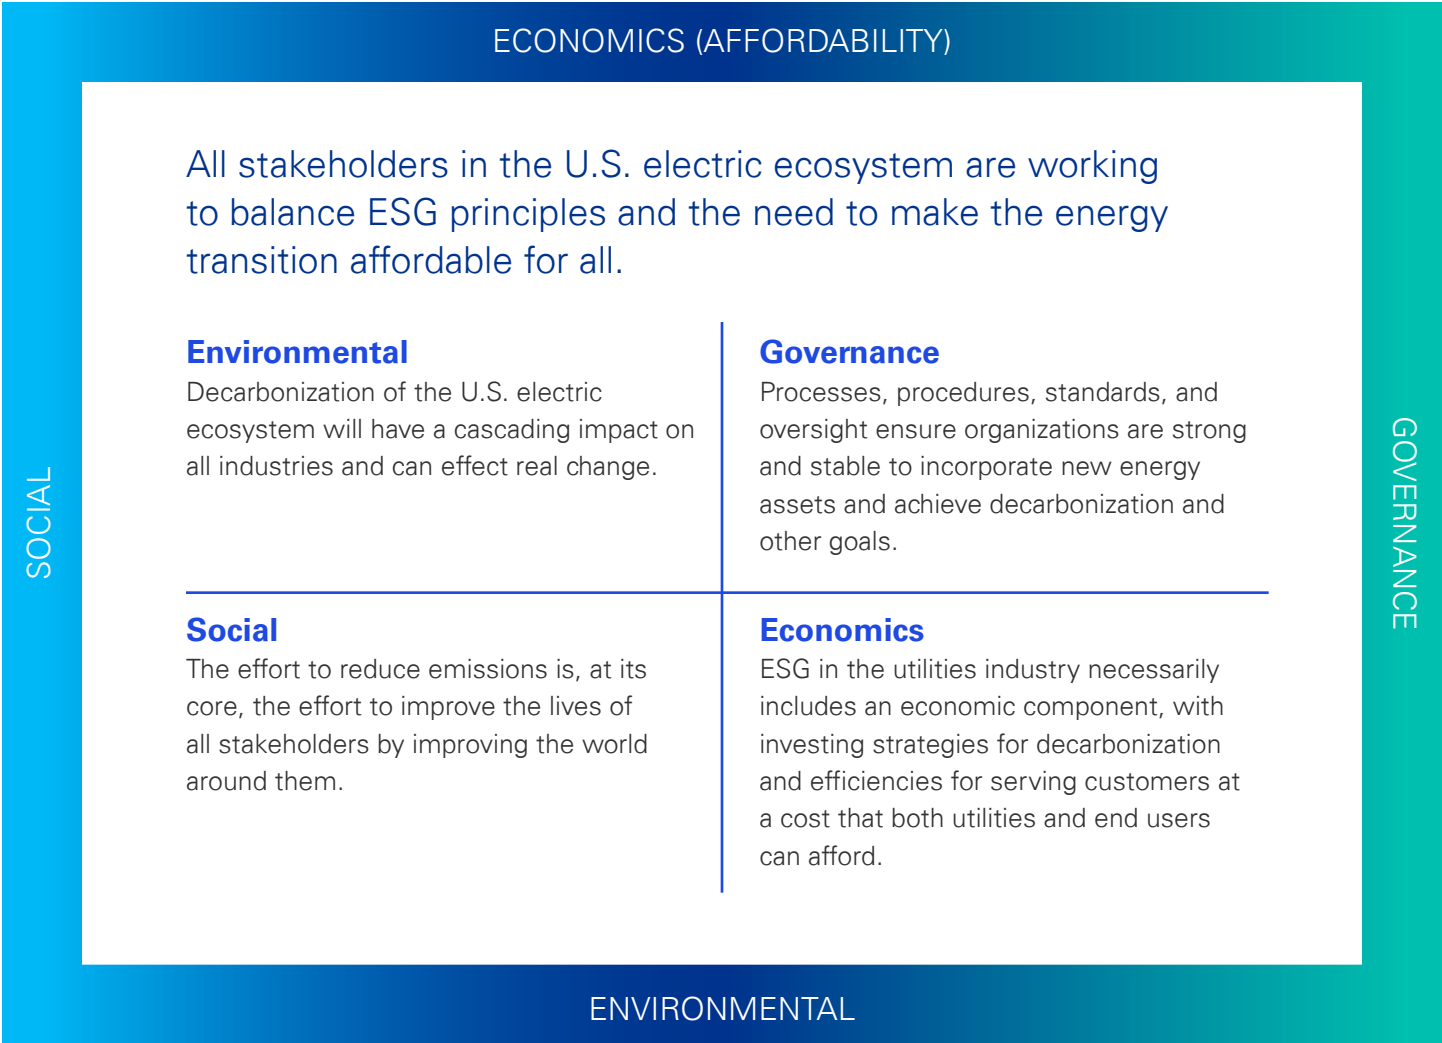 ECONOMICS (AFFORDABILITY)
All stakeholders in the U.S. electric ecosystem are working
to balance ESG principles and the need to make the energy
transition affordable for all.
Environmental
Decarbonization of the U.S. electric
ecosystem will have a cascading impact on
all industries and can effect real change.
Governance
Processes, procedures, standards, and
oversight ensure organizations are strong
and stable to incorporate new energy
assets and achieve decarbonization and
other goals.
Social
The effort to reduce emissions is, at its
core, the effort to improve the lives of
all stakeholders by improving the world
around them.
Economics
ESG in the utilities industry necessarily
includes an economic component, with
investing strategies for decarbonization
and efficiencies for serving customers at
a cost that both utilities and end users
can afford.
SOCIAL
GOVERNANCE
ENVIRONMENTAL